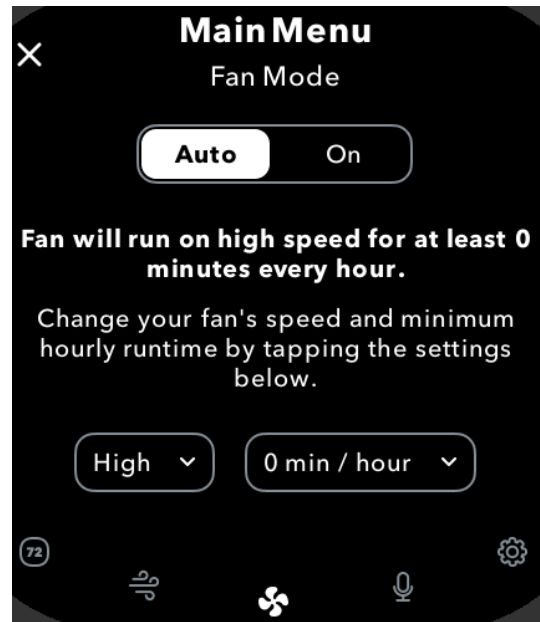 Main Menu
Fan Mode
Auto On
Fan will run on high speed for at least 0
minutes every hour.
Change your fan's speed and minimum
hourly runtime by tapping the settings
below.
High 0 min / hour
72